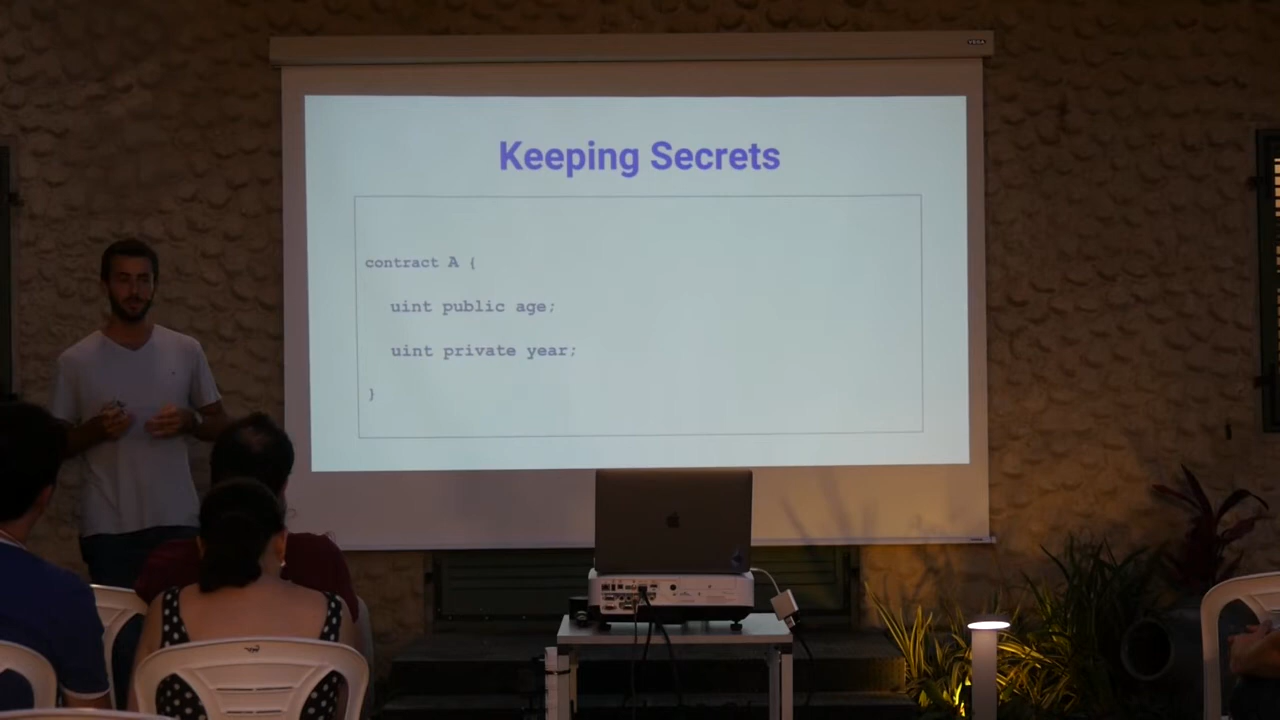 Keeping Secrets
contract A {
uint public age;
uint private year;
}